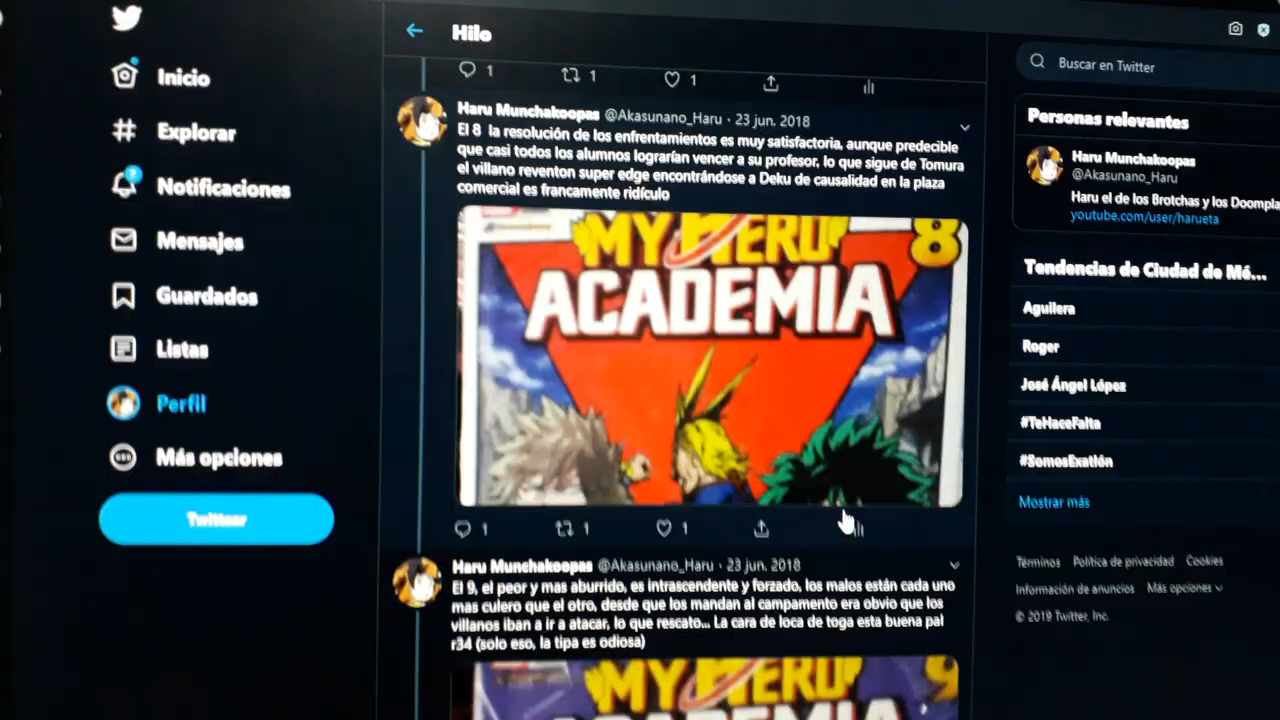 Hilo
Inicio
Explorar
Notificaciones
Mensajes
Guardados
Listas
Perfil
Más opciones
Twittear
1 1 1
Haru Munchakoopas @Akasunano_Haru · 23 jun. 2018
El 8 la resolución de los enfrentamientos es muy satisfactoria, aunque predecible
que casi todos los alumnos lograrían vencer a su profesor, lo que sigue de Tomura
el villano reventon super edge encontrándose a Deku de causalidad en la plaza
comercial es francamente ridículo
MY HERO 8
ACADEMIA
1 1 1
Haru Munchakoopas @Akasunano_Haru · 23 jun. 2018
El 9, el peor y mas aburrido, es intrascendente y forzado, los malos están cada uno
mas culero que el otro, desde que los mandan al campamento era obvio que los
villanos iban a ir a atacar, lo que rescato... La cara de loca de toga esta buena pal
r34 (solo eso, la tipa es odiosa)
MY HERO 9
ACADEMIA
Buscar en Twitter
Personas relevantes
Haru Munchakoopas
@Akasunano_Haru
Haru el de los Brotchas y los Doompla
youtube.com/user/harueta
Tendencias de Ciudad de Mé...
Aguilera
Roger
José Ángel López
#TeHaceFalta
#SomosExatlón
Mostrar más
Términos Política de privacidad Cookies
Información de anuncios Más opciones
© 2019 Twitter, Inc.